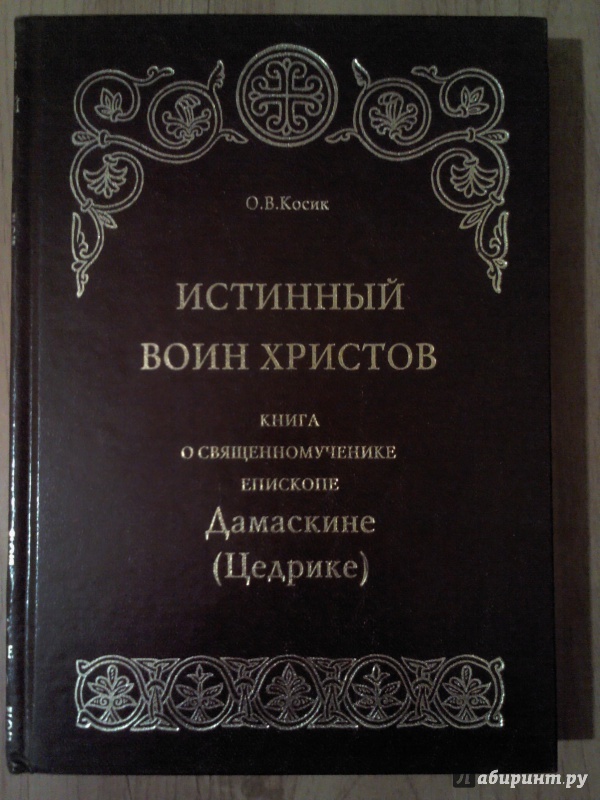 О.В.Косик
ИСТИННЫЙ
ВОИН ХРИСТОВ
КНИГА
О СВЯЩЕННОМУЧЕНИКЕ
ЕПИСКОПЕ
Дамаскине
(Цедрике)
Лабиринт.ру